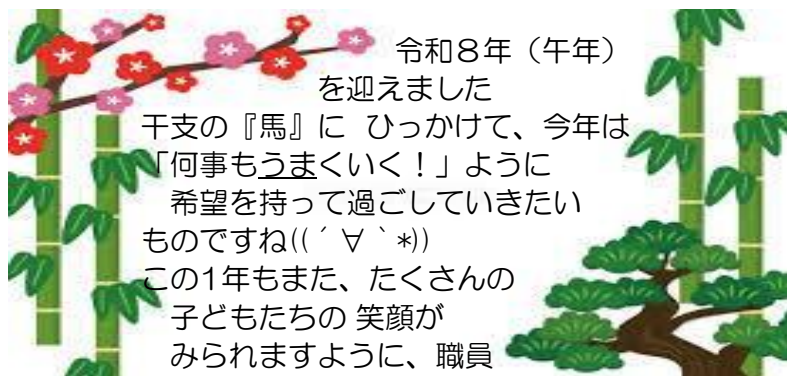 令和８年（午年）
を迎えました
干支の『馬』に ひっかけて、今年は
「何事もうまくいく！」ように
希望を持って過ごしていきたい
ものですね((´∀｀*))
この1年もまた、たくさんの
子どもたちの 笑顔が
みられますように、職員